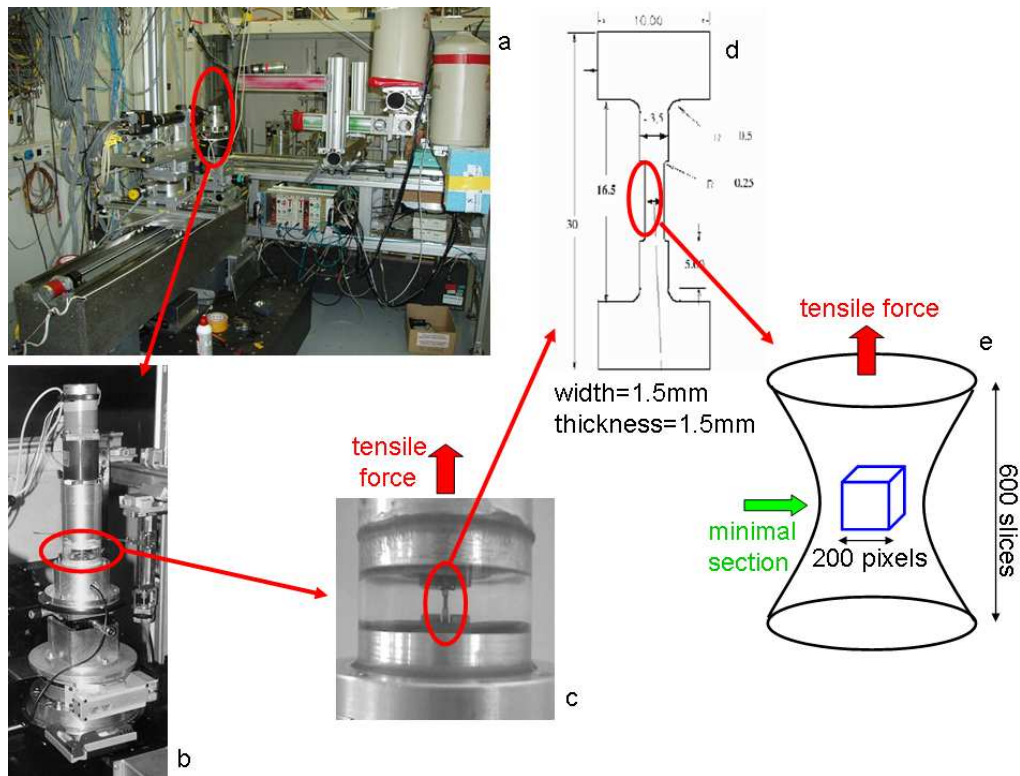 a
10.00
d
3,5
0.5
16.5
0.25
30
5.00
width=1.5mm
thickness=1.5mm
tensile force
e
600 slices
minimal
section
200 pixels
tensile
force
b
c